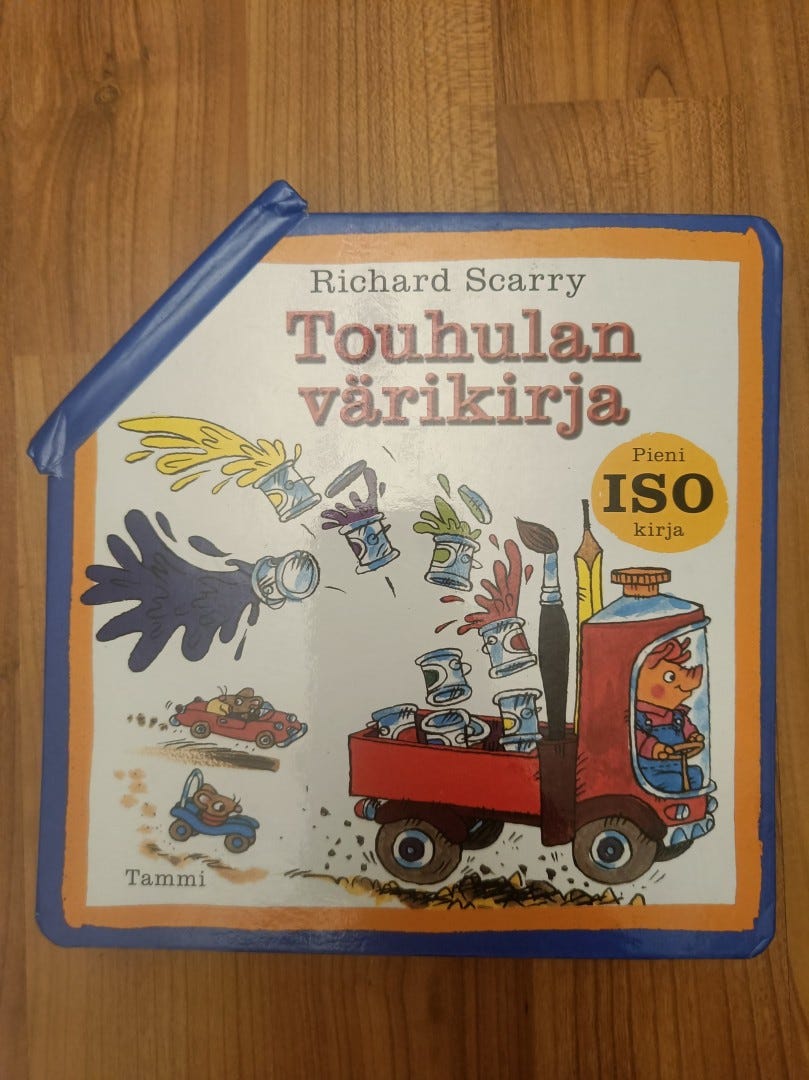 Richard Scarry
Touhulan
värikirja
Pieni
ISO
kirja
Tammi